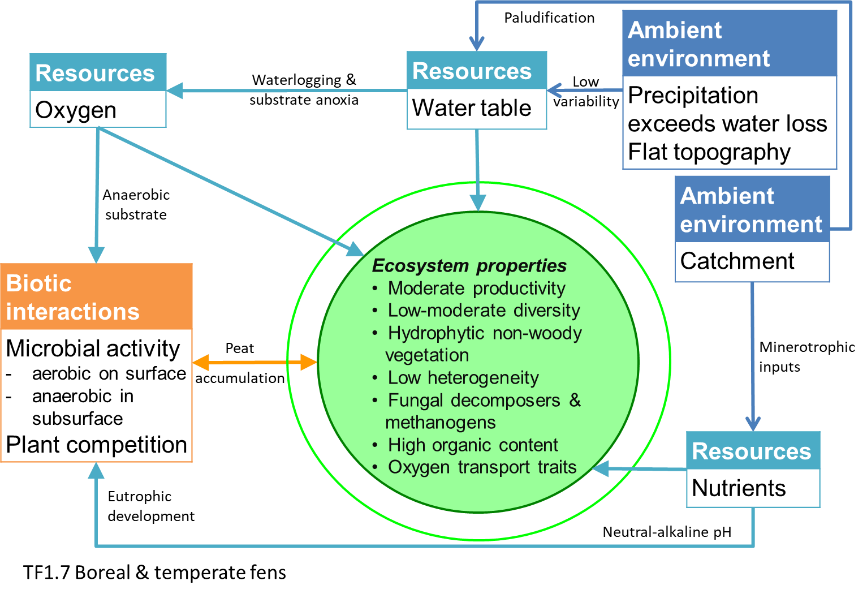 Paludification
Ambient
environment
Precipitation
exceeds water loss
Flat topography
Resources
Oxygen
Waterlogging &
substrate anoxia
Resources
Water table
Low
variability
Ambient
environment
Catchment
Anaerobic
substrate
Biotic
interactions
Microbial activity
- aerobic on surface
- anaerobic in
subsurface
Plant competition
Peat
accumulation
Ecosystem properties
• Moderate productivity
• Low-moderate diversity
• Hydrophytic non-woody
vegetation
• Low heterogeneity
• Fungal decomposers &
methanogens
• High organic content
• Oxygen transport traits
Minerotrophic
inputs
Resources
Nutrients
Eutrophic
development
Neutral-alkaline pH
TF1.7 Boreal & temperate fens